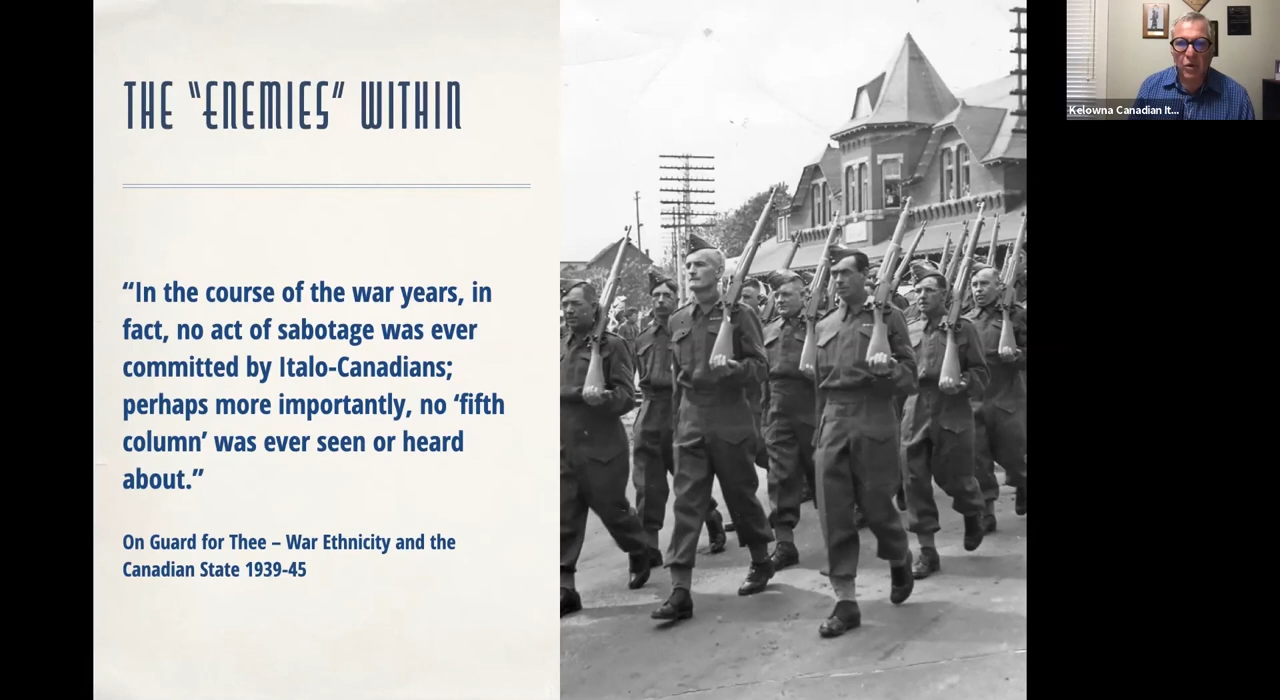 THE “ENEMIES” WITHIN
“In the course of the war years, in
fact, no act of sabotage was ever
committed by Italo-Canadians;
perhaps more importantly, no ‘fifth
column’ was ever seen or heard
about.”
On Guard for Thee – War Ethnicity and the
Canadian State 1939-45
Kelowna Canadian It...